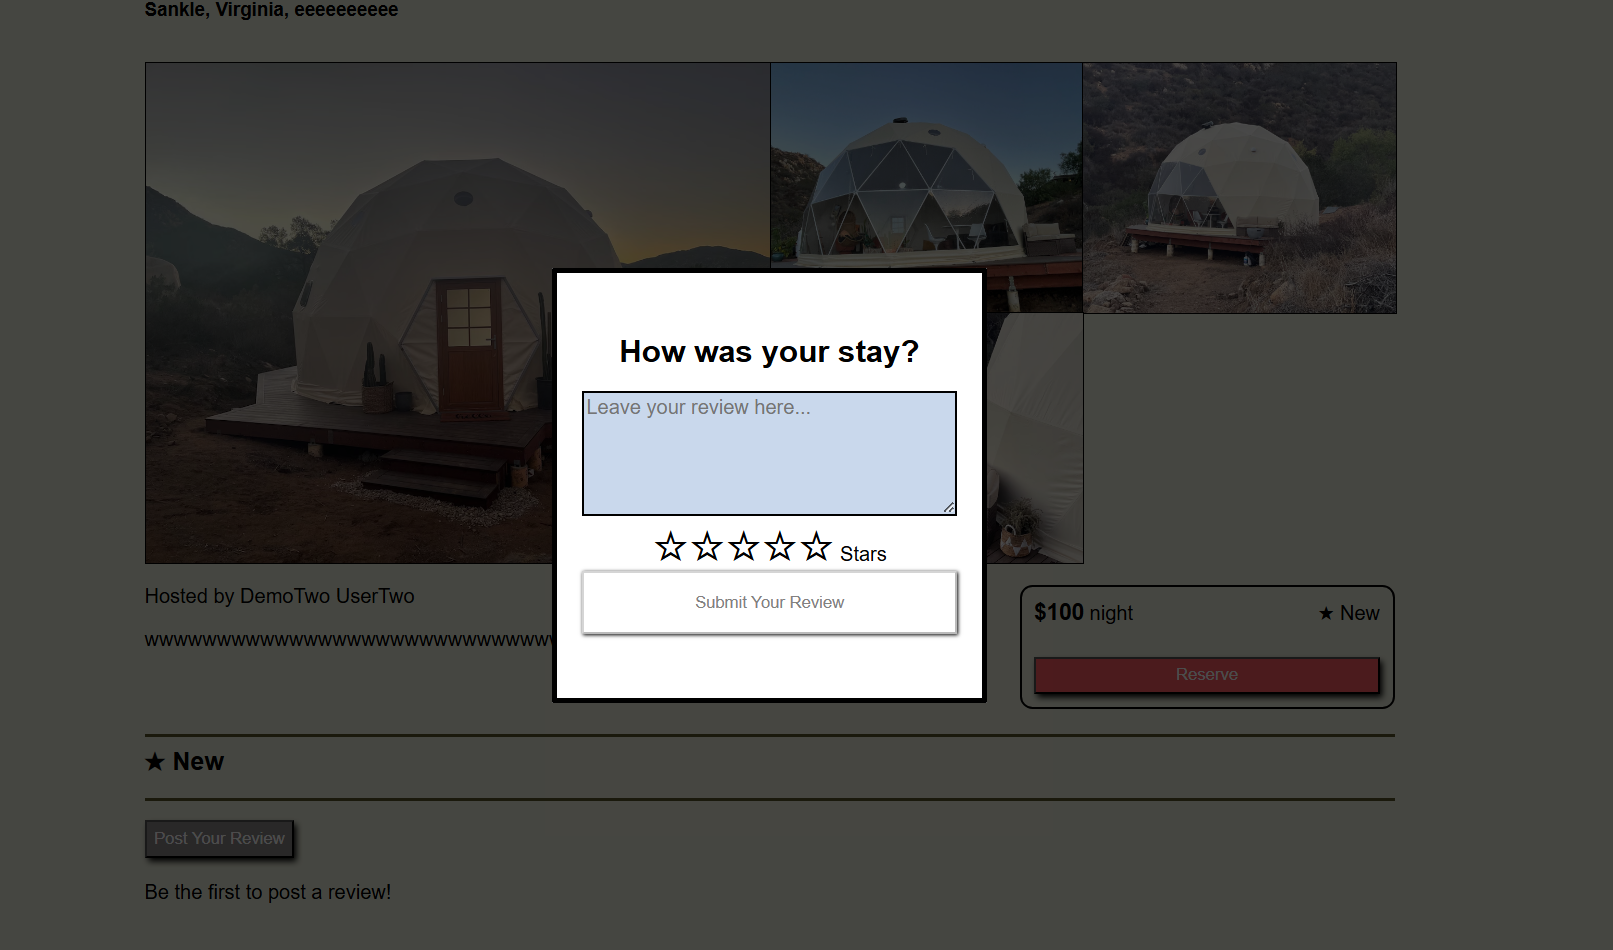 Sankle, Virginia, eeeeeeeeee
How was your stay?
Leave your review here...
☆☆☆☆☆ Stars
Submit Your Review
Hosted by DemoTwo UserTwo
$100 night
★ New
Reserve
★ New
Post Your Review
Be the first to post a review!